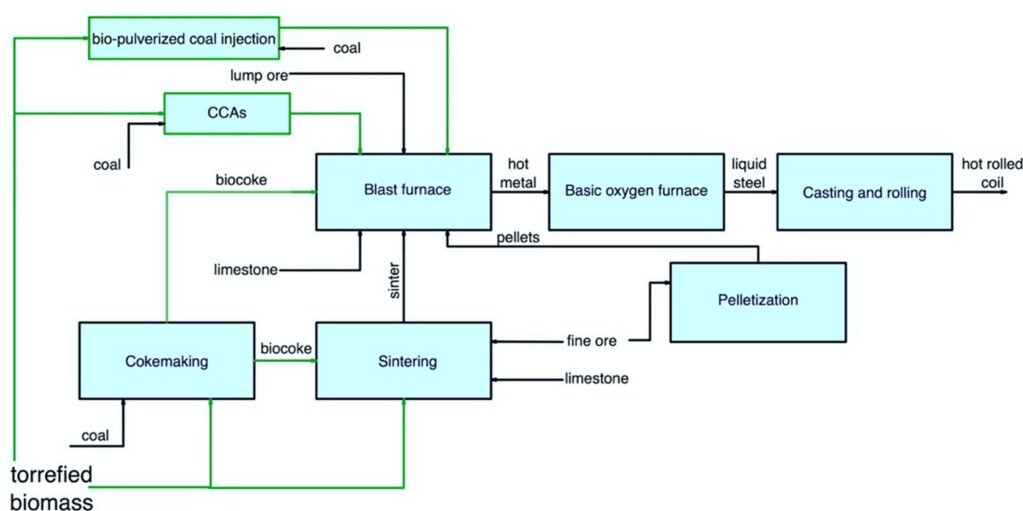 bio-pulverized coal injection
coal
lump ore
CCAs
coal
biocoke
Blast furnace
hot
metal
Basic oxygen furnace
liquid
steel
Casting and rolling
hot rolled
coil
pellets
limestone
sinter
Pelletization
Cokemaking
biocoke
Sintering
fine ore
limestone
coal
torrefied
biomass